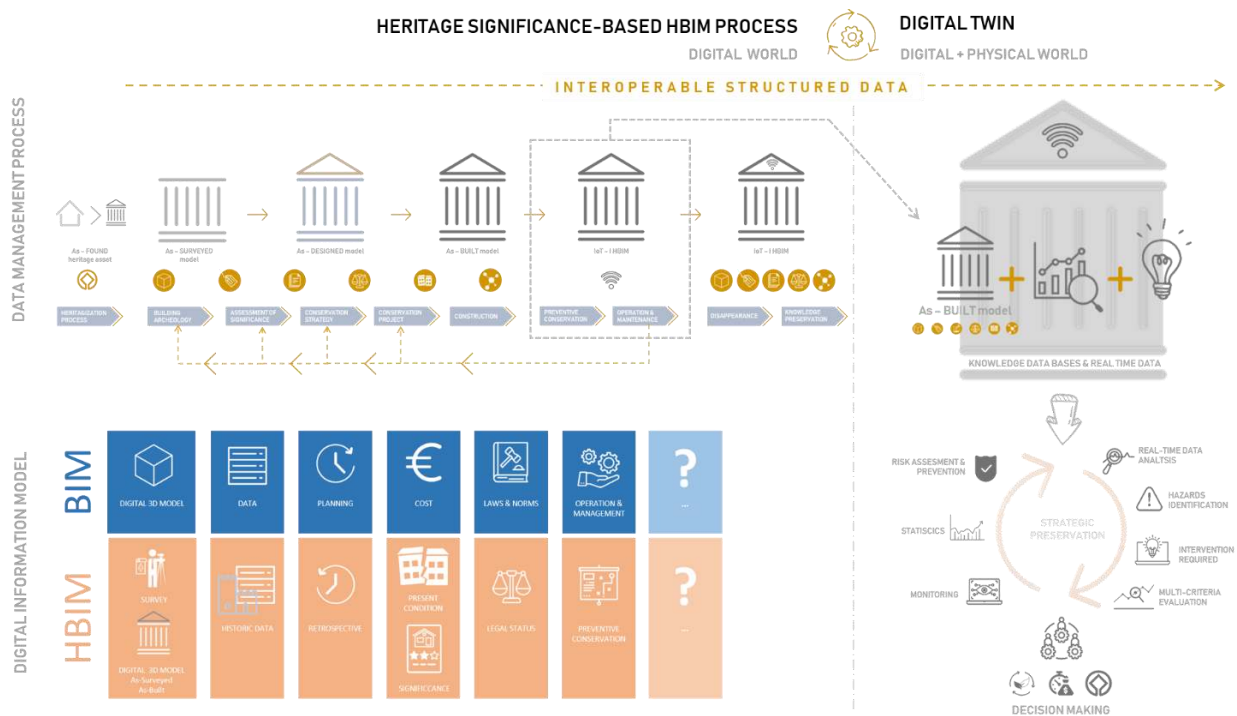 HERITAGE SIGNIFICANCE-BASED HBIM PROCESS
DIGITAL WORLD
DIGITAL TWIN
DIGITAL + PHYSICAL WORLD
INTEROPERABLE STRUCTURED DATA
DATA MANAGEMENT PROCESS
As – FOUND
heritage asset
As – SURVEYED
model
As – DESIGNED model
As – BUILT model
IoT – I HBIM
IoT – I HBIM
HERITAGIZATION
PROCESS
BUILDING
ARCHEOLOGY
ASSESSMENT OF
SIGNIFICANCE
CONSERVATION
STRATEGY
CONSERVATION
PROJECT
CONSTRUCTION
PREVENTIVE
CONSERVATION
OPERATION &
MAINTENANCE
DISAPPEARANCE
KNOWLEDGE
PRESERVATION
As – BUILT model
KNOWLEDGE DATA BASES & REAL TIME DATA
DIGITAL INFORMATION MODEL
BIM
DIGITAL 3D MODEL
DATA
PLANNING
€
COST
LAWS & NORMS
OPERATION &
MANAGEMENT
?
...
HBIM
SURVEY
DIGITAL 3D MODEL
As-Surveyed
As-Built
HISTORIC DATA
RETROSPECTIVE
PRESENT
CONDITION
SIGNIFICCANCE
LEGAL STATUS
PREVENTIVE
CONSERVATION
?
...
RISK ASSESMENT &
PREVENTION
STATISCICS
MONITORING
STRATEGIC
PRESERVATION
REAL-TIME DATA
ANALTSIS
HAZARDS
IDENTIFICATION
INTERVENTION
REQUIRED
MULTI-CRITERIA
EVALUATION
DECISION MAKING